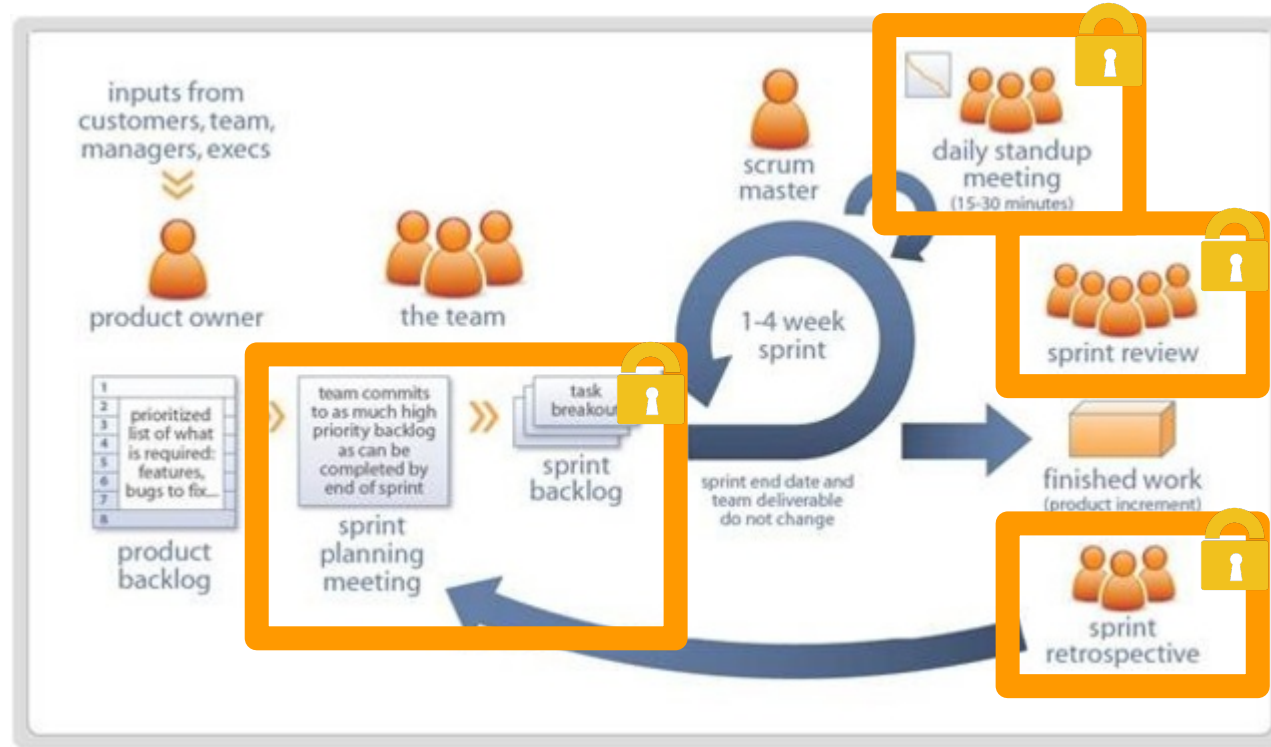 inputs from
customers, team,
managers, execs
product owner
the team
scrum
master
daily standup
meeting
(15-30 minutes)
1-4 week
sprint
sprint review
1
2
3
4
5
6
7
8
prioritized
list of what
is required:
features,
bugs to fix...
product
backlog
team commits
to as much high
priority backlog
as can be
completed by
end of sprint
sprint
planning
meeting
task
breakout
sprint
backlog
sprint end date and
team deliverable
do not change
finished work
(product increment)
sprint
retrospective